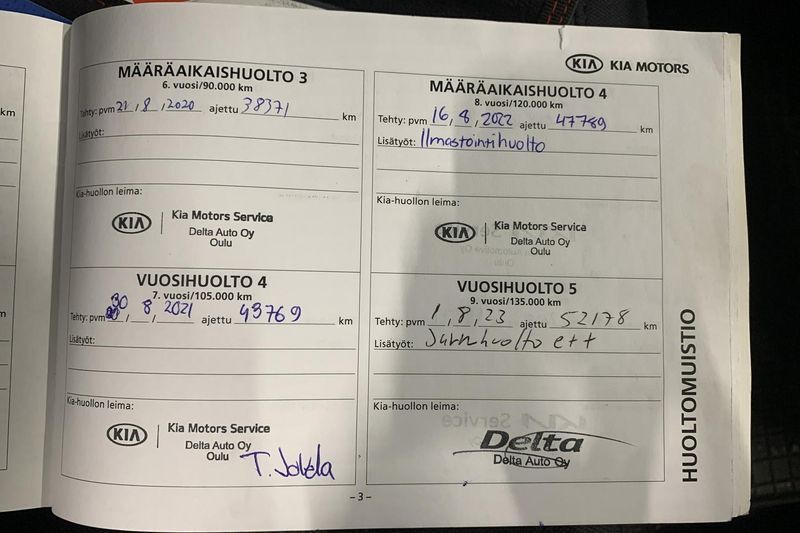 KIA KIA MOTORS
MÄÄRÄAIKAISHUOLTO 3
6. vuosi/90.000 km
Tehty: pvm 21, 8, 2020 ajettu 38371 km
Lisätyöt:
Kia-huollon leima:
KIA Kia Motors Service
Delta Auto Oy
Oulu
VUOSIHUOLTO 4
7. vuosi/105.000 km
Tehty: pvm 30, 8, 2021 ajettu 43769 km
Lisätyöt:
Kia-huollon leima:
KIA Kia Motors Service
Delta Auto Oy
Oulu
MÄÄRÄAIKAISHUOLTO 4
8. vuosi/120.000 km
Tehty: pvm 16, 8, 2022 ajettu 47789 km
Lisätyöt: Ilmastointihuolto
Kia-huollon leima:
KIA Kia Motors Service
Delta Auto Oy
Oulu
VUOSIHUOLTO 5
9. vuosi/135.000 km
Tehty: pvm 1, 8, 23 ajettu 52178 km
Lisätyöt: Jarruhuolto ett
Kia-huollon leima:
Delta
Delta Auto Oy
HUOLTOMUISTIO
– 3 –
km
km